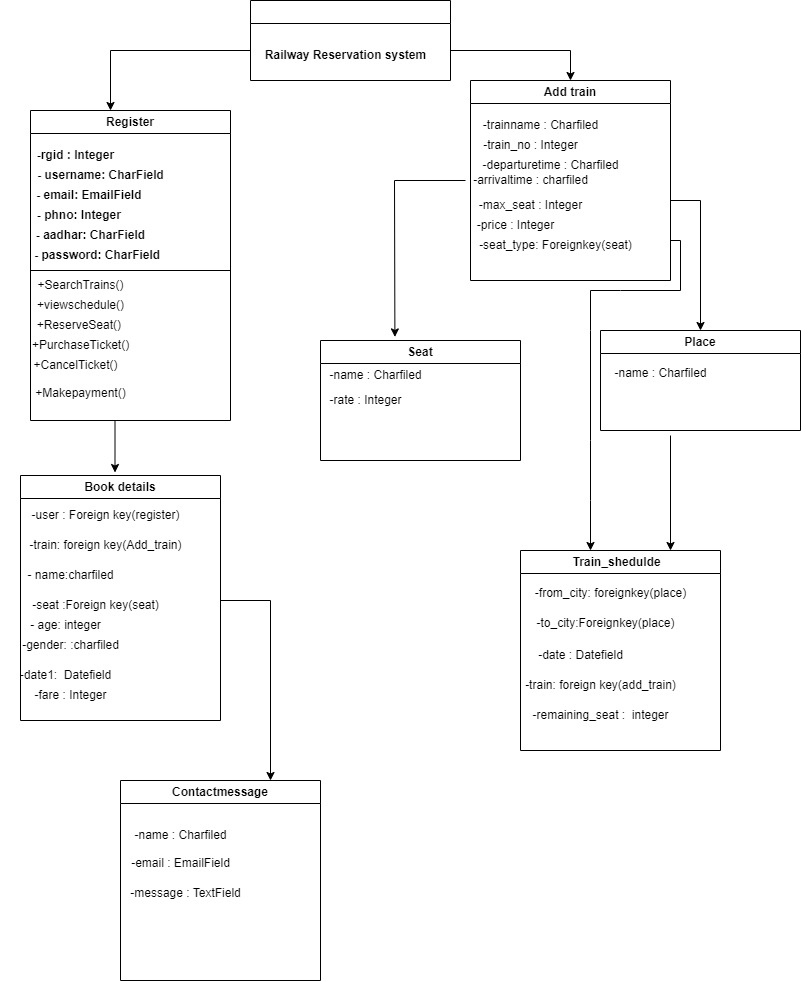 Railway Reservation system
Register
-rgid : Integer
- username: CharField
- email: EmailField
- phno: Integer
- aadhar: CharField
- password: CharField
+SearchTrains()
+viewschedule()
+ReserveSeat()
+PurchaseTicket()
+CancelTicket()
+Makepayment()
Add train
-trainname : Charfiled
-train_no : Integer
-departuretime : Charfiled
-arrivaltime : charfiled
-max_seat : Integer
-price : Integer
-seat_type: Foreignkey(seat)
Seat
-name : Charfiled
-rate : Integer
Place
-name : Charfiled
Book details
-user : Foreign key(register)
-train: foreign key(Add_train)
- name:charfiled
-seat :Foreign key(seat)
- age: integer
-gender: :charfiled
-date1:  Datefield
-fare : Integer
Train_shedulde
-from_city: foreignkey(place)
-to_city:Foreignkey(place)
-date : Datefield
-train: foreign key(add_train)
-remaining_seat :  integer
Contactmessage
-name : Charfiled
-email : EmailField
-message : TextField